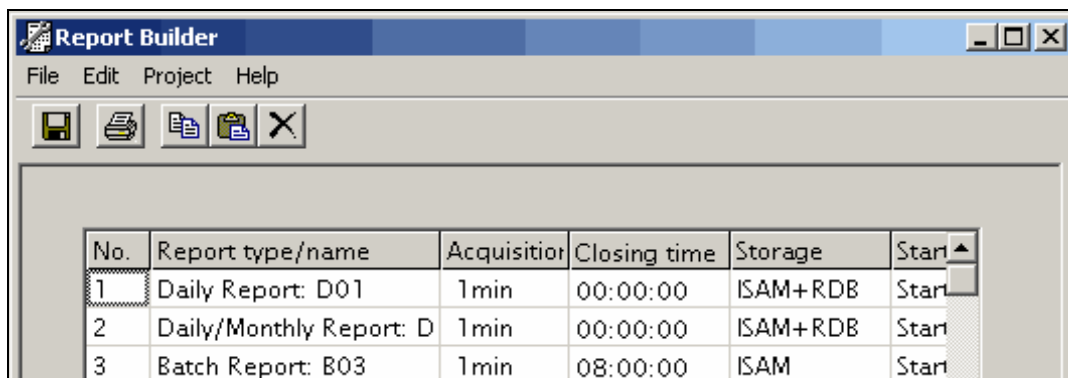 Report Builder
File Edit Project Help
No. Report type/name Acquisition Closing time Storage Start
1 Daily Report: D01 1min 00:00:00 ISAM+RDB Start
2 Daily/Monthly Report: D 1min 00:00:00 ISAM+RDB Start
3 Batch Report: B03 1min 08:00:00 ISAM Start